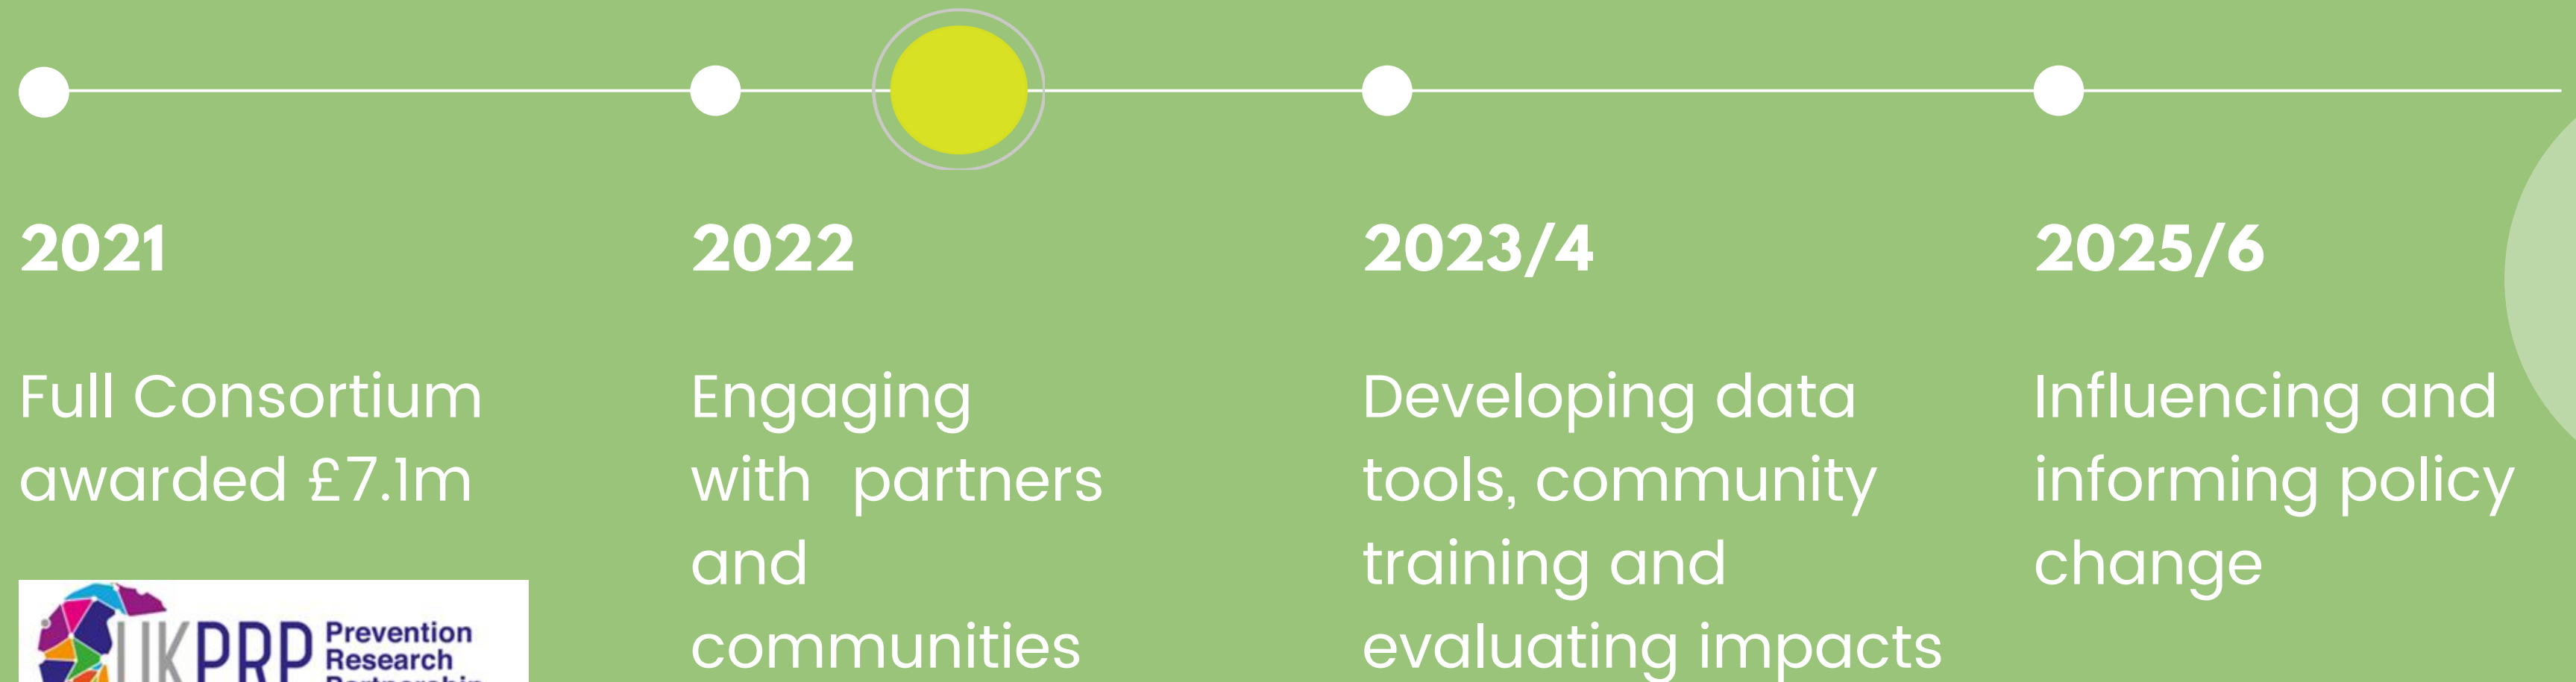 2021
Full Consortium
awarded £7.1m
UKPRP
Prevention
Research
Partnership
2022
Engaging
with partners
and
communities
2023/4
Developing data
tools, community
training and
evaluating impacts
2025/6
Influencing and
informing policy
change